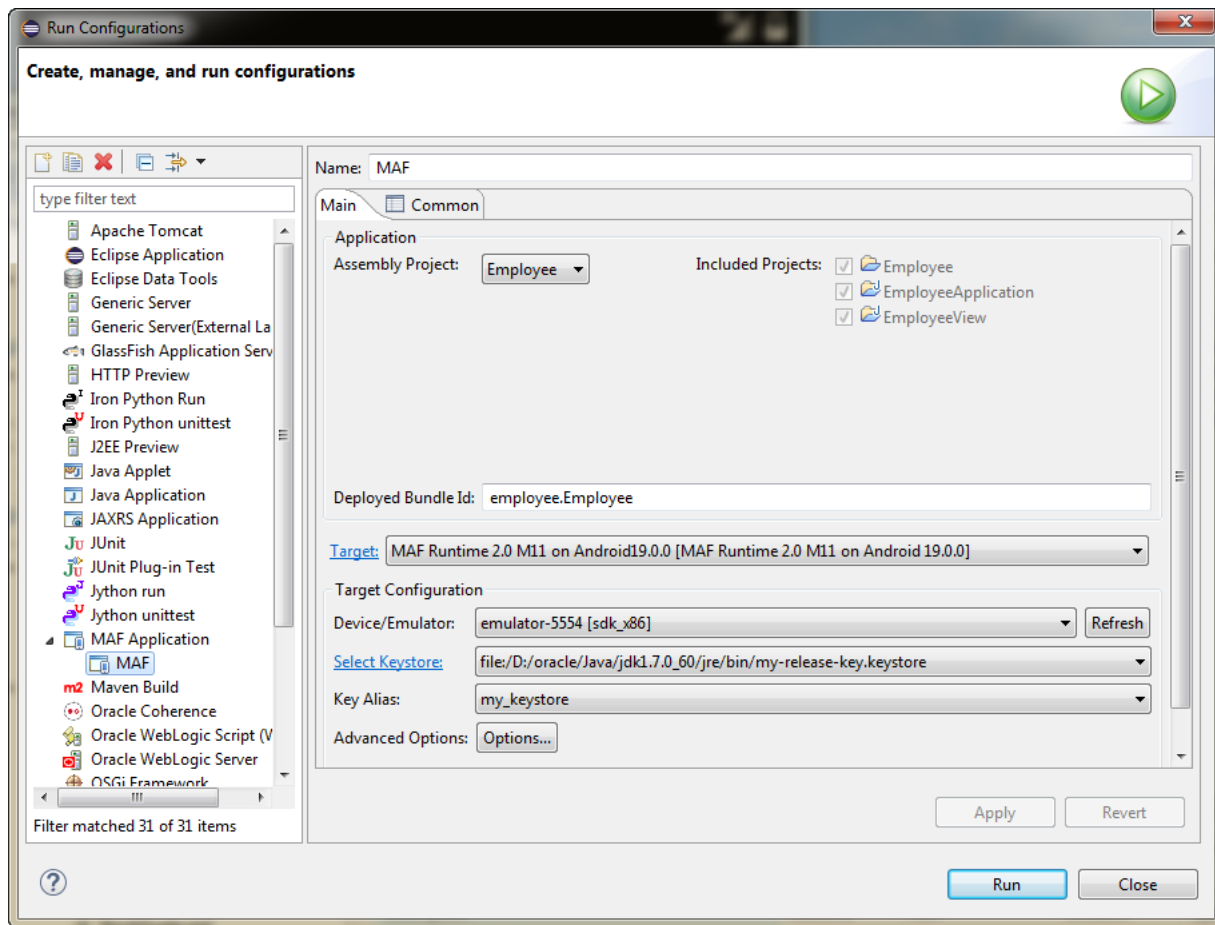 Run Configurations
Create, manage, and run configurations
type filter text
Apache Tomcat
Eclipse Application
Eclipse Data Tools
Generic Server
Generic Server(External La
GlassFish Application Serv
HTTP Preview
Iron Python Run
Iron Python unittest
J2EE Preview
Java Applet
Java Application
JAXRS Application
JUnit
JUnit Plug-in Test
Jython run
Jython unittest
MAF Application
MAF
m2 Maven Build
Oracle Coherence
Oracle WebLogic Script (W
Oracle WebLogic Server
OSGi Framework
Filter matched 31 of 31 items
Name: MAF
Main Common
Application
Assembly Project: Employee Included Projects: Employee
EmployeeApplication
EmployeeView
Deployed Bundle Id: employee.Employee
Target: MAF Runtime 2.0 M11 on Android19.0.0 [MAF Runtime 2.0 M11 on Android 19.0.0]
Target Configuration
Device/Emulator: emulator-5554 [sdk_x86] Refresh
Select Keystore: file:/D:/oracle/Java/jdk1.7.0_60/jre/bin/my-release-key.keystore
Key Alias: my_keystore
Advanced Options: Options...
Apply Revert
Run Close